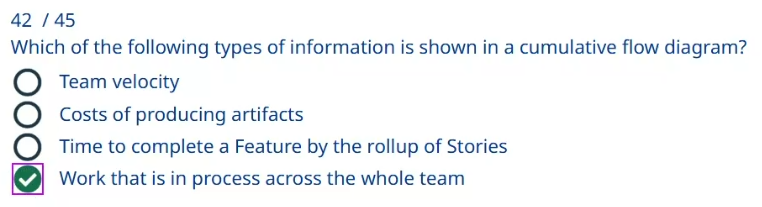 42 / 45
Which of the following types of information is shown in a cumulative flow diagram?
Team velocity
Costs of producing artifacts
Time to complete a Feature by the rollup of Stories
Work that is in process across the whole team